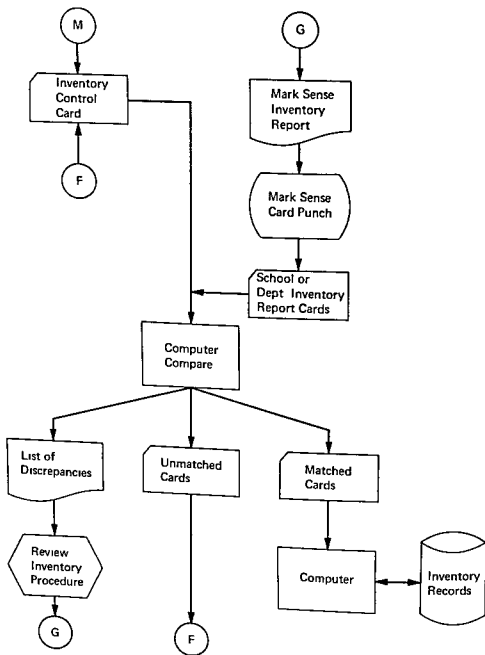 M
G
Inventory
Control
Card
Mark Sense
Inventory
Report
F
Mark Sense
Card Punch
School or
Dept Inventory
Report Cards
Computer
Compare
List of
Discrepancies
Unmatched
Cards
Matched
Cards
Review
Inventory
Procedure
Computer
Inventory
Records
G
F